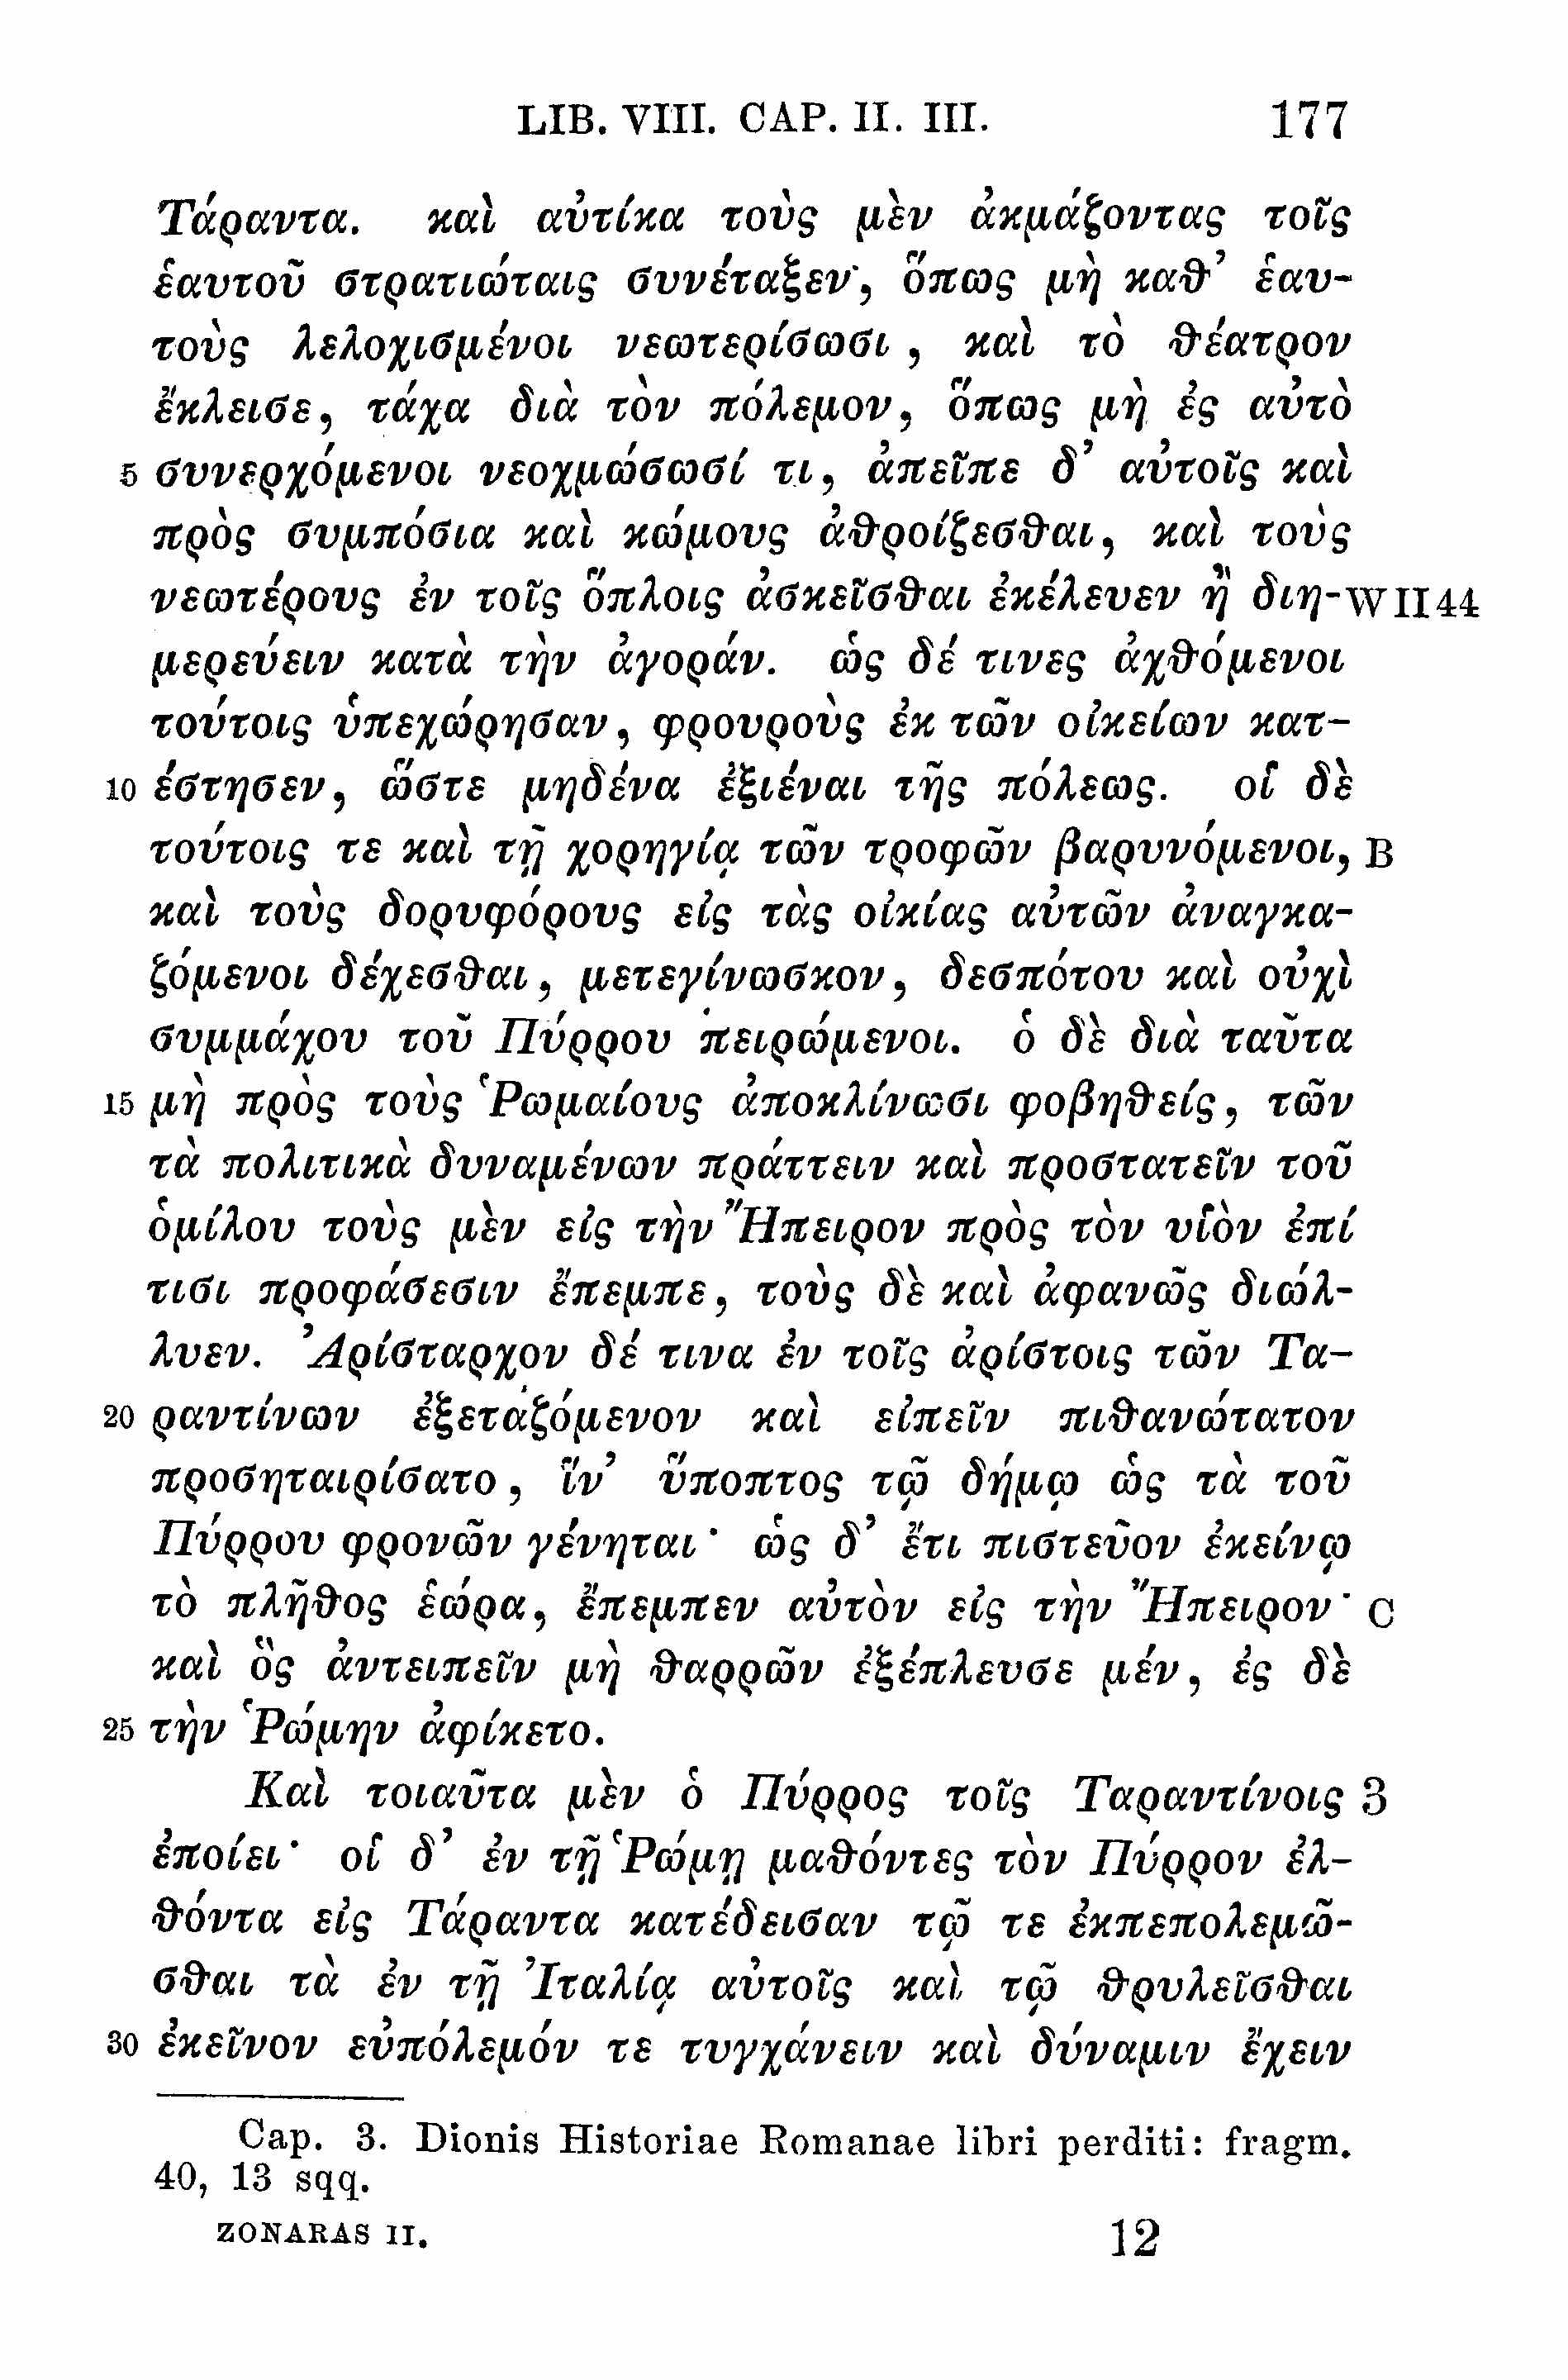 LIB. VIII. CAP. II. III. 177
Τάραντα. καὶ αὐτίκα τοὺς μὲν ἀκμάζοντας τοῖς
ἑαυτοῦ στρατιώταις συνέταξεν, ὅπως μὴ καθ’ ἑαυ-
τοὺς λελοχισμένοι νεωτερίσωσι, καὶ τὸ θέατρον
ἔκλεισε, τάχα διὰ τὸν πόλεμον, ὅπως μὴ ἐς αὐτὸ
5 συνερχόμενοι νεοχμώσωσί τι, ἀπεῖπε δ’ αὐτοῖς καὶ
πρὸς συμπόσια καὶ κώμους ἀθροίζεσθαι, καὶ τοὺς
νεωτέρους ἐν τοῖς ὅπλοις ἀσκεῖσθαι ἐκέλευεν ἢ διη- W II 44
μερεύειν κατὰ τὴν ἀγοράν. ὡς δέ τινες ἀχθόμενοι
τούτοις ὑπεχώρησαν, φρουροὺς ἐκ τῶν οἰκείων κατ-
10 έστησεν, ὥστε μηδένα ἐξιέναι τῆς πόλεως. οἱ δὲ
τούτοις τε καὶ τῇ χορηγίᾳ τῶν τροφῶν βαρυνόμενοι, B
καὶ τοὺς δορυφόρους εἰς τὰς οἰκίας αὐτῶν ἀναγκα-
ζόμενοι δέχεσθαι, μετεγίνωσκον, δεσπότου καὶ οὐχὶ
συμμάχου τοῦ Πύρρου πειρώμενοι. ὁ δὲ διὰ ταῦτα
15 μὴ πρὸς τοὺς Ῥωμαίους ἀποκλίνωσι φοβηθείς, τῶν
τὰ πολιτικὰ δυναμένων πράττειν καὶ προστατεῖν τοῦ
ὁμίλου τοὺς μὲν εἰς τὴν Ἤπειρον πρὸς τὸν υἱὸν ἐπί
τισι προφάσεσιν ἔπεμπε, τοὺς δὲ καὶ ἀφανῶς διώλ-
λυεν. Ἀρίσταρχον δέ τινα ἐν τοῖς ἀρίστοις τῶν Τα-
20 ραντίνων ἐξεταζόμενον καὶ εἰπεῖν πιθανώτατον
προσηταιρίσατο, ἵν’ ὕποπτος τῷ δήμῳ ὡς τὰ τοῦ
Πύρρου φρονῶν γένηται· ὡς δ’ ἔτι πιστεῦον ἐκείνῳ
τὸ πλῆθος ἑώρα, ἔπεμπεν αὐτὸν εἰς τὴν Ἤπειρον· C
καὶ ὃς ἀντειπεῖν μὴ θαρρῶν ἐξέπλευσε μέν, ἐς δὲ
25 τὴν Ῥώμην ἀφίκετο.
Καὶ τοιαῦτα μὲν ὁ Πύρρος τοῖς Ταραντίνοις 3
ἐποίει· οἱ δ’ ἐν τῇ Ῥώμῃ μαθόντες τὸν Πύρρον ἐλ-
θόντα εἰς Τάραντα κατέδεισαν τῷ τε ἐκπεπολεμῶ-
σθαι τὰ ἐν τῇ Ἰταλίᾳ αὐτοῖς καὶ τῷ θρυλεῖσθαι
30 ἐκεῖνον εὐπόλεμόν τε τυγχάνειν καὶ δύναμιν ἔχειν
Cap. 3. Dionis Historiae Romanae libri perditi: fragm.
40, 13 sqq.
ZONARAS II. 12